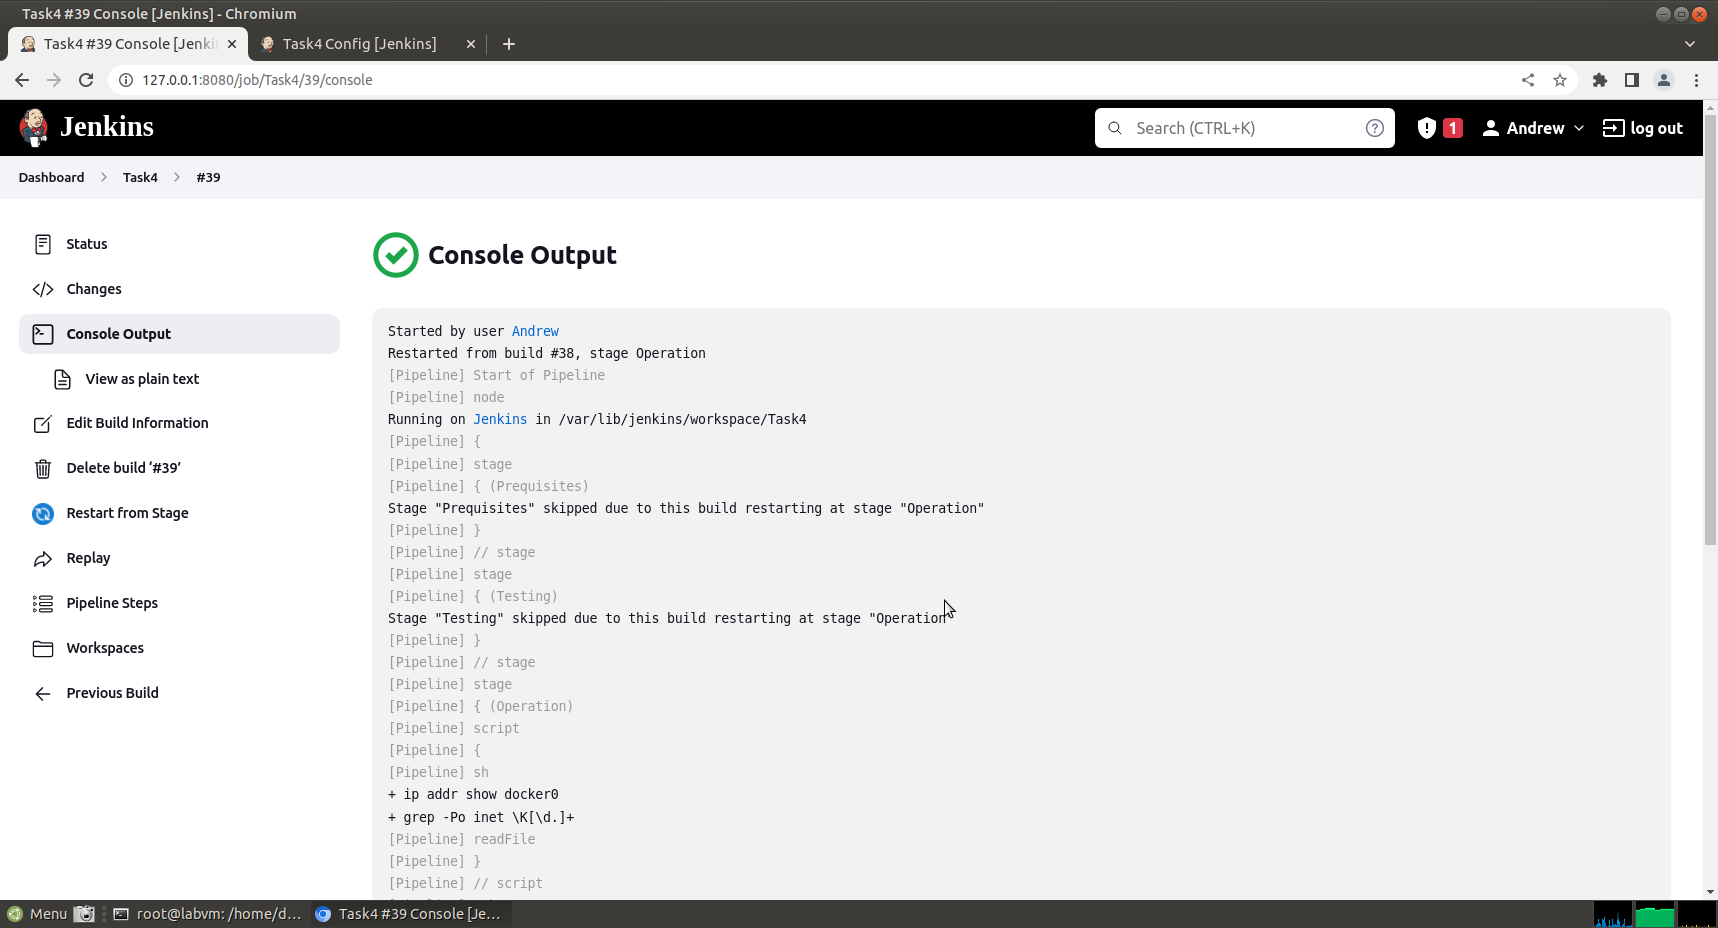 Task4 #39 Console [Jenkins] - Chromium
Task4 #39 Console [Jenki
Task4 Config [Jenkins]
127.0.0.1:8080/job/Task4/39/console
Jenkins
Search (CTRL+K)
1
Andrew
log out
Dashboard
Task4
#39
Status
Changes
Console Output
View as plain text
Edit Build Information
Delete build ‘#39’
Restart from Stage
Replay
Pipeline Steps
Workspaces
Previous Build
Console Output
Started by user Andrew
Restarted from build #38, stage Operation
[Pipeline] Start of Pipeline
[Pipeline] node
Running on Jenkins in /var/lib/jenkins/workspace/Task4
[Pipeline] {
[Pipeline] stage
[Pipeline] { (Prequisites)
Stage "Prequisites" skipped due to this build restarting at stage "Operation"
[Pipeline] }
[Pipeline] // stage
[Pipeline] stage
[Pipeline] { (Testing)
Stage "Testing" skipped due to this build restarting at stage "Operation"
[Pipeline] }
[Pipeline] // stage
[Pipeline] stage
[Pipeline] { (Operation)
[Pipeline] script
[Pipeline] {
[Pipeline] sh
+ ip addr show docker0
+ grep -Po inet \K[\d.]+
[Pipeline] readFile
[Pipeline] }
[Pipeline] // script
Menu
root@labvm: /home/d...
Task4 #39 Console [Je...